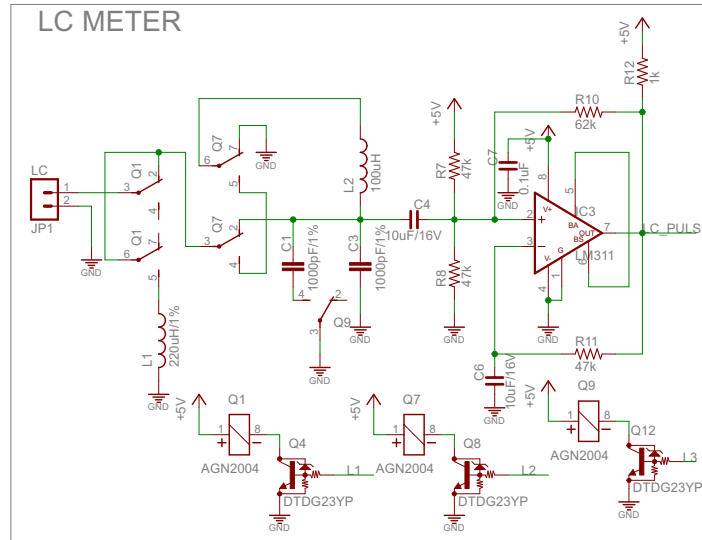 LC METER
+5V
R12
1k
R10
62k
+5V
+5V
Q7
7
6
5
GND
L2
100uH
R7
47k
C7
0.1uF
GND
8
5
LC
1
2
JP1
Q1
3
2
4
Q7
3
2
4
C4
10uF/16V
2
3
V+
IC3
BA
OUT
BS
G
V-
7
LC_PULS
LM311
6
4
1
Q1
7
6
5
GND
C1
1000pF/1%
C3
1000pF/1%
R8
47k
4
2
3
Q9
GND
GND
GND
GND
L1
220uH/1%
GND
R11
47k
C6
10uF/16V
GND
+5V
Q1
1
8
AGN2004
Q4
L1
DTDG23YP
GND
+5V
Q7
1
8
AGN2004
Q8
L2
DTDG23YP
GND
+5V
Q9
1
8
AGN2004
Q12
L3
DTDG23YP
GND